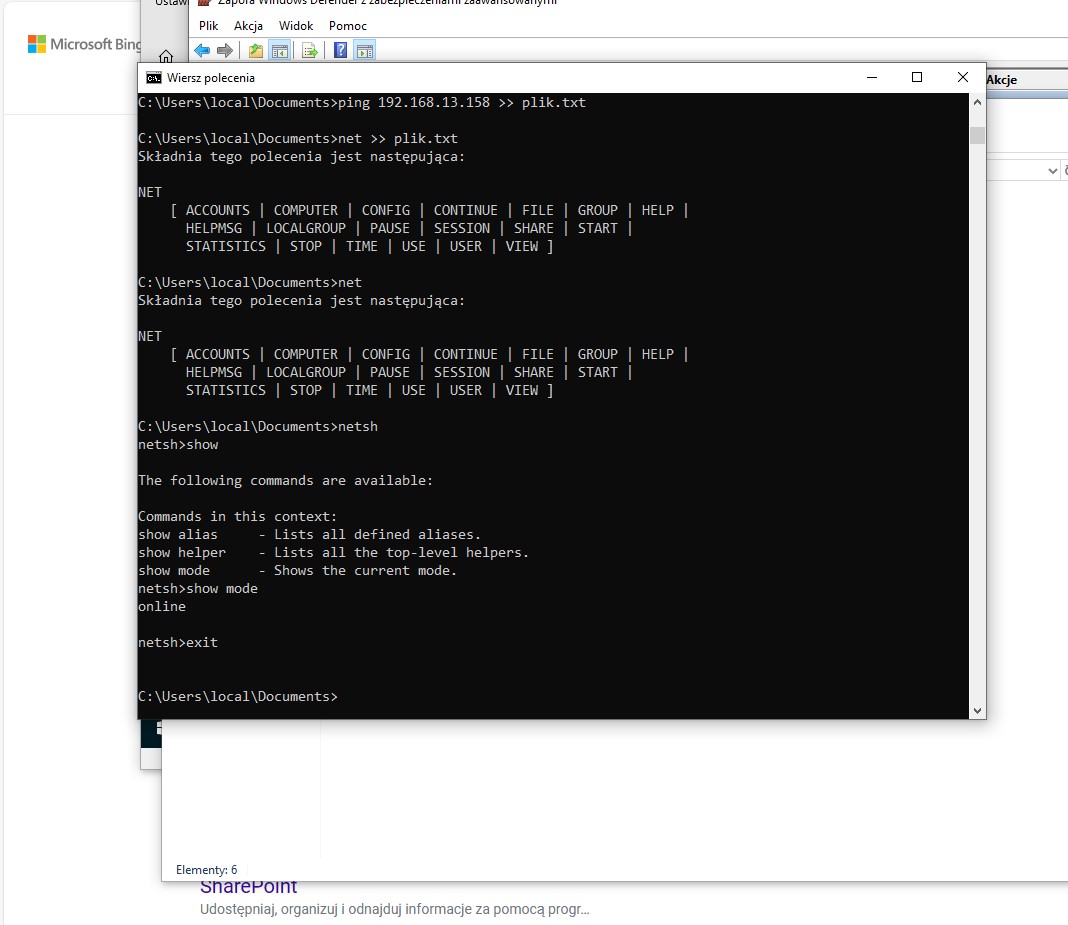 Ustawi
Zapora Windows Defender z zabezpieczeniami zaawansowanymi
Plik Akcja Widok Pomoc
Microsoft Bing
Wiersz polecenia
Akcje
C:\Users\local\Documents>ping 192.168.13.158 >> plik.txt
C:\Users\local\Documents>net >> plik.txt
Składnia tego polecenia jest następująca:
NET
[ ACCOUNTS | COMPUTER | CONFIG | CONTINUE | FILE | GROUP | HELP |
HELPMSG | LOCALGROUP | PAUSE | SESSION | SHARE | START |
STATISTICS | STOP | TIME | USE | USER | VIEW ]
C:\Users\local\Documents>net
Składnia tego polecenia jest następująca:
NET
[ ACCOUNTS | COMPUTER | CONFIG | CONTINUE | FILE | GROUP | HELP |
HELPMSG | LOCALGROUP | PAUSE | SESSION | SHARE | START |
STATISTICS | STOP | TIME | USE | USER | VIEW ]
C:\Users\local\Documents>netsh
netsh>show
The following commands are available:
Commands in this context:
show alias     - Lists all defined aliases.
show helper    - Lists all the top-level helpers.
show mode      - Shows the current mode.
netsh>show mode
online
netsh>exit
C:\Users\local\Documents>
Elementy: 6
SharePoint
Udostępniaj, organizuj i odnajduj informacje za pomocą progr...